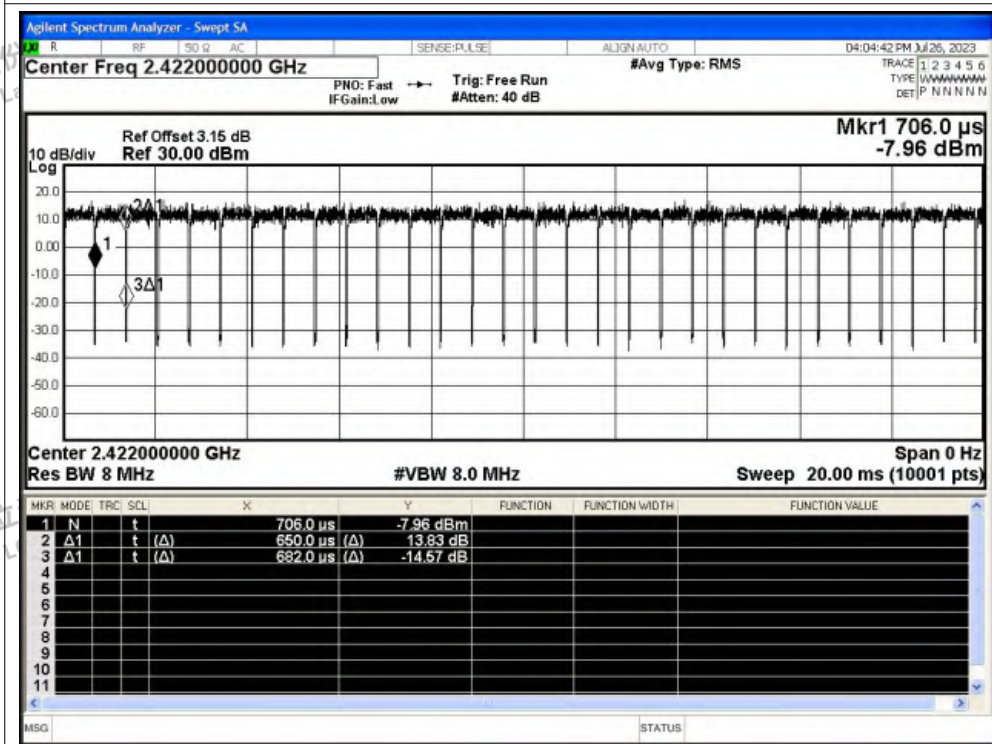 Agilent Spectrum Analyzer - Swept SA
LXI R RF 50 Ω AC SENSE:PULSE ALIGN AUTO 04:04:42 PM Jul 26, 2023
Center Freq 2.422000000 GHz #Avg Type: RMS TRACE 1 2 3 4 5 6
PNO: Fast Trig: Free Run TYPE WWWWWW
IFGain:Low #Atten: 40 dB DET P N N N N N
Mkr1 706.0 µs
Ref Offset 3.15 dB
10 dB/div Ref 30.00 dBm -7.96 dBm
Log
20.0
2Δ1
10.0
0.00
1
-10.0
3Δ1
-20.0
-30.0
-40.0
-50.0
-60.0
Center 2.422000000 GHz Span 0 Hz
Res BW 8 MHz #VBW 8.0 MHz Sweep 20.00 ms (10001 pts)
MKR MODE TRC SCL X Y FUNCTION FUNCTION WIDTH FUNCTION VALUE
1 N t 706.0 µs -7.96 dBm
2 Δ1 t (Δ) 650.0 µs (Δ) 13.83 dB
3 Δ1 t (Δ) 682.0 µs (Δ) -14.57 dB
4
5
6
7
8
9
10
11
MSG STATUS